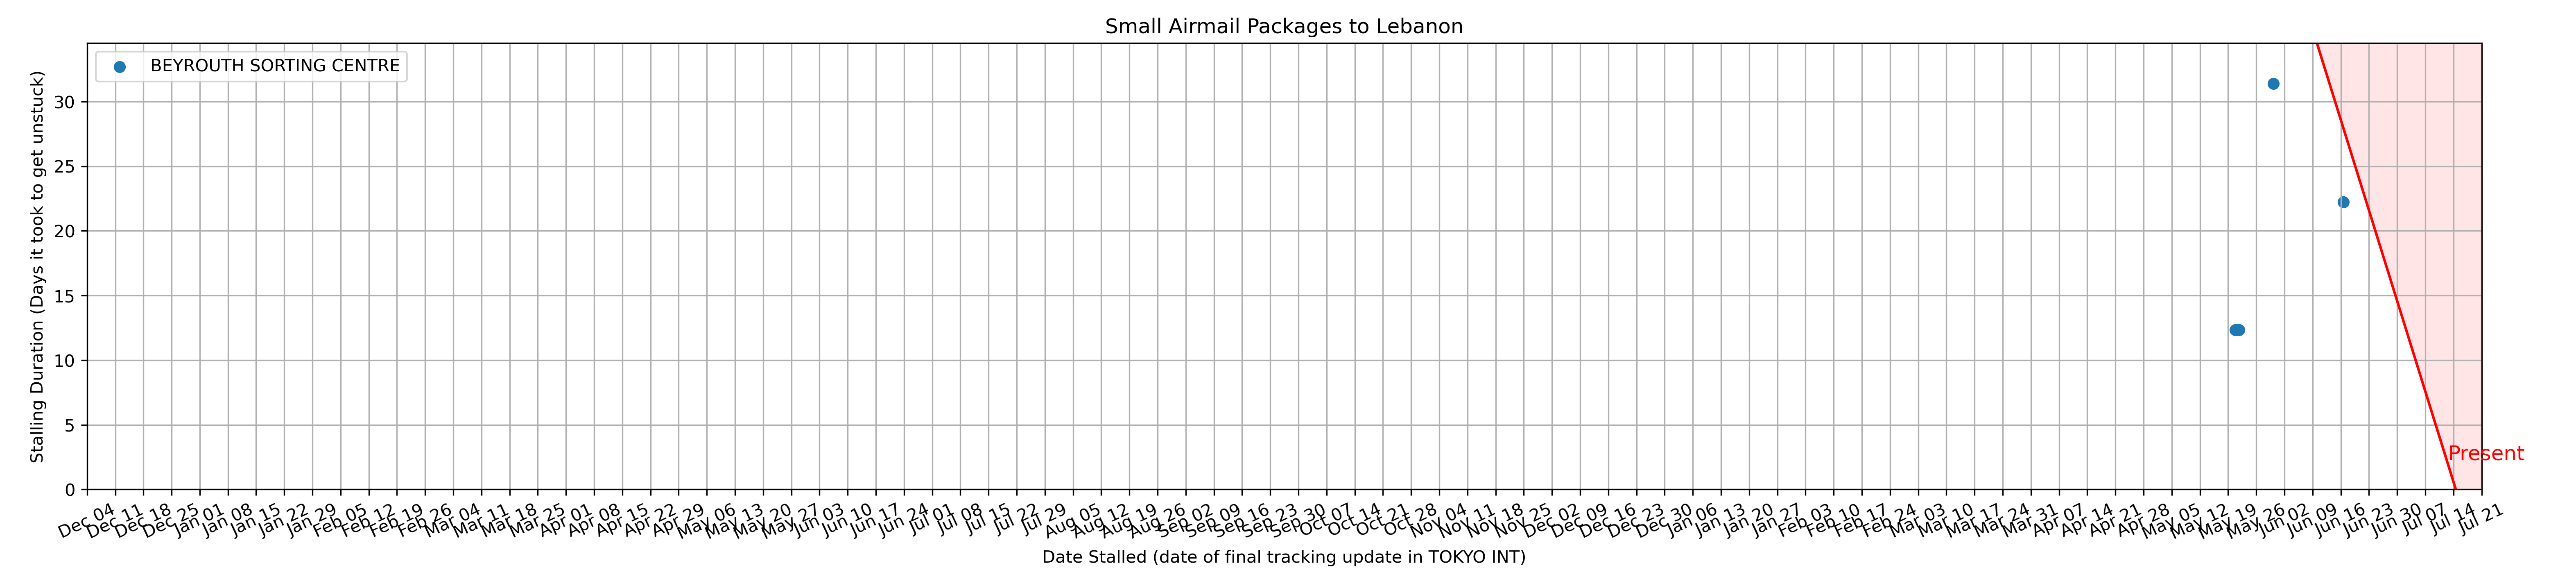 Small Airmail Packages to Lebanon
BEYROUTH SORTING CENTRE
Stalling Duration (Days it took to get unstuck)
30
25
20
15
10
5
0
Present
Dec 04
Dec 11
Dec 18
Dec 25
Jan 01
Jan 08
Jan 15
Jan 22
Jan 29
Feb 05
Feb 12
Feb 19
Feb 26
Mar 04
Mar 11
Mar 18
Mar 25
Apr 01
Apr 08
Apr 15
Apr 22
Apr 29
May 06
May 13
May 20
May 27
Jun 03
Jun 10
Jun 17
Jun 24
Jul 01
Jul 08
Jul 15
Jul 22
Jul 29
Aug 05
Aug 12
Aug 19
Aug 26
Sep 02
Sep 09
Sep 16
Sep 23
Sep 30
Oct 07
Oct 14
Oct 21
Oct 28
Nov 04
Nov 11
Nov 18
Nov 25
Dec 02
Dec 09
Dec 16
Dec 23
Dec 30
Jan 06
Jan 13
Jan 20
Jan 27
Feb 03
Feb 10
Feb 17
Feb 24
Mar 03
Mar 10
Mar 17
Mar 24
Mar 31
Apr 07
Apr 14
Apr 21
Apr 28
May 05
May 12
May 19
May 26
Jun 02
Jun 09
Jun 16
Jun 23
Jun 30
Jul 07
Jul 14
Jul 21
Date Stalled (date of final tracking update in TOKYO INT)